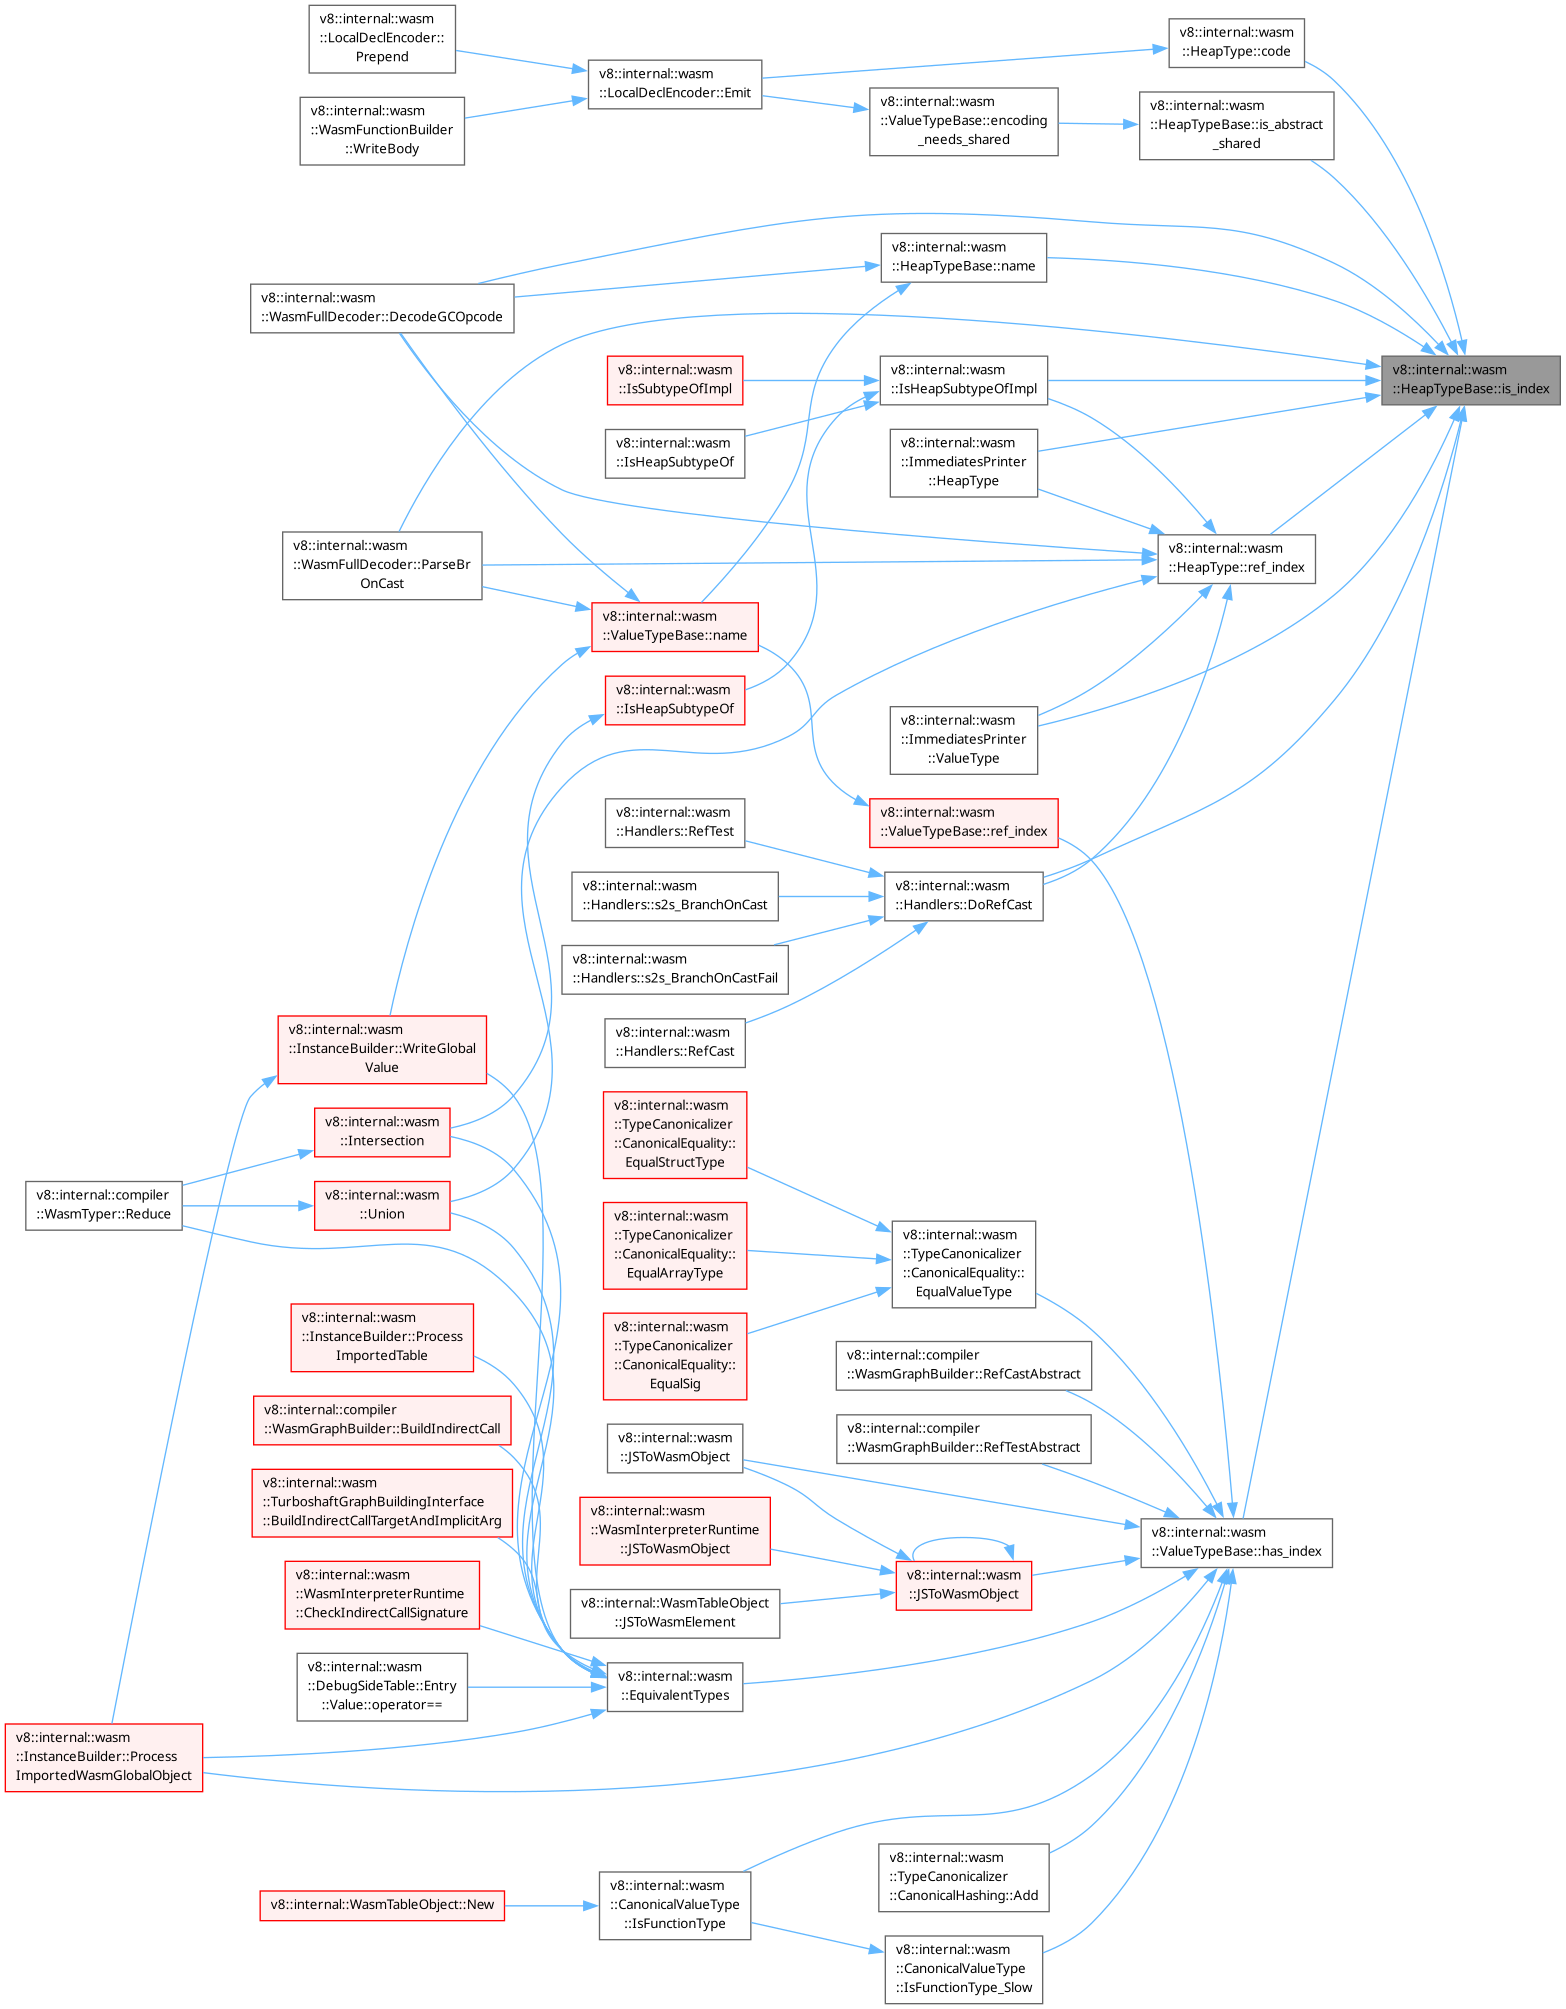 v8::internal::wasm
::LocalDeclEncoder::
Prepend
v8::internal::wasm
::HeapType::code
v8::internal::wasm
::LocalDeclEncoder::Emit
v8::internal::wasm
::WasmFunctionBuilder
::WriteBody
v8::internal::wasm
::ValueTypeBase::encoding
_needs_shared
v8::internal::wasm
::HeapTypeBase::is_abstract
_shared
v8::internal::wasm
::HeapTypeBase::name
v8::internal::wasm
::WasmFullDecoder::DecodeGCOpcode
v8::internal::wasm
::IsSubtypeOfImpl
v8::internal::wasm
::IsHeapSubtypeOfImpl
v8::internal::wasm
::HeapTypeBase::is_index
v8::internal::wasm
::IsHeapSubtypeOf
v8::internal::wasm
::ImmediatesPrinter
::HeapType
v8::internal::wasm
::WasmFullDecoder::ParseBr
OnCast
v8::internal::wasm
::HeapType::ref_index
v8::internal::wasm
::ValueTypeBase::name
v8::internal::wasm
::IsHeapSubtypeOf
v8::internal::wasm
::ImmediatesPrinter
::ValueType
v8::internal::wasm
::Handlers::RefTest
v8::internal::wasm
::ValueTypeBase::ref_index
v8::internal::wasm
::Handlers::s2s_BranchOnCast
v8::internal::wasm
::Handlers::DoRefCast
v8::internal::wasm
::Handlers::s2s_BranchOnCastFail
v8::internal::wasm
::Handlers::RefCast
v8::internal::wasm
::InstanceBuilder::WriteGlobal
Value
v8::internal::wasm
::TypeCanonicalizer
::CanonicalEquality::
EqualStructType
v8::internal::wasm
::Intersection
v8::internal::compiler
::WasmTyper::Reduce
v8::internal::wasm
::Union
v8::internal::wasm
::TypeCanonicalizer
::CanonicalEquality::
EqualArrayType
v8::internal::wasm
::TypeCanonicalizer
::CanonicalEquality::
EqualValueType
v8::internal::wasm
::InstanceBuilder::Process
ImportedTable
v8::internal::wasm
::TypeCanonicalizer
::CanonicalEquality::
EqualSig
v8::internal::compiler
::WasmGraphBuilder::RefCastAbstract
v8::internal::compiler
::WasmGraphBuilder::BuildIndirectCall
v8::internal::wasm
::JSToWasmObject
v8::internal::compiler
::WasmGraphBuilder::RefTestAbstract
v8::internal::wasm
::TurboshaftGraphBuildingInterface
::BuildIndirectCallTargetAndImplicitArg
v8::internal::wasm
::WasmInterpreterRuntime
::JSToWasmObject
v8::internal::wasm
::ValueTypeBase::has_index
v8::internal::wasm
::WasmInterpreterRuntime
::CheckIndirectCallSignature
v8::internal::WasmTableObject
::JSToWasmElement
v8::internal::wasm
::JSToWasmObject
v8::internal::wasm
::DebugSideTable::Entry
::Value::operator==
v8::internal::wasm
::EquivalentTypes
v8::internal::wasm
::InstanceBuilder::Process
ImportedWasmGlobalObject
v8::internal::wasm
::TypeCanonicalizer
::CanonicalHashing::Add
v8::internal::WasmTableObject::New
v8::internal::wasm
::CanonicalValueType
::IsFunctionType
v8::internal::wasm
::CanonicalValueType
::IsFunctionType_Slow